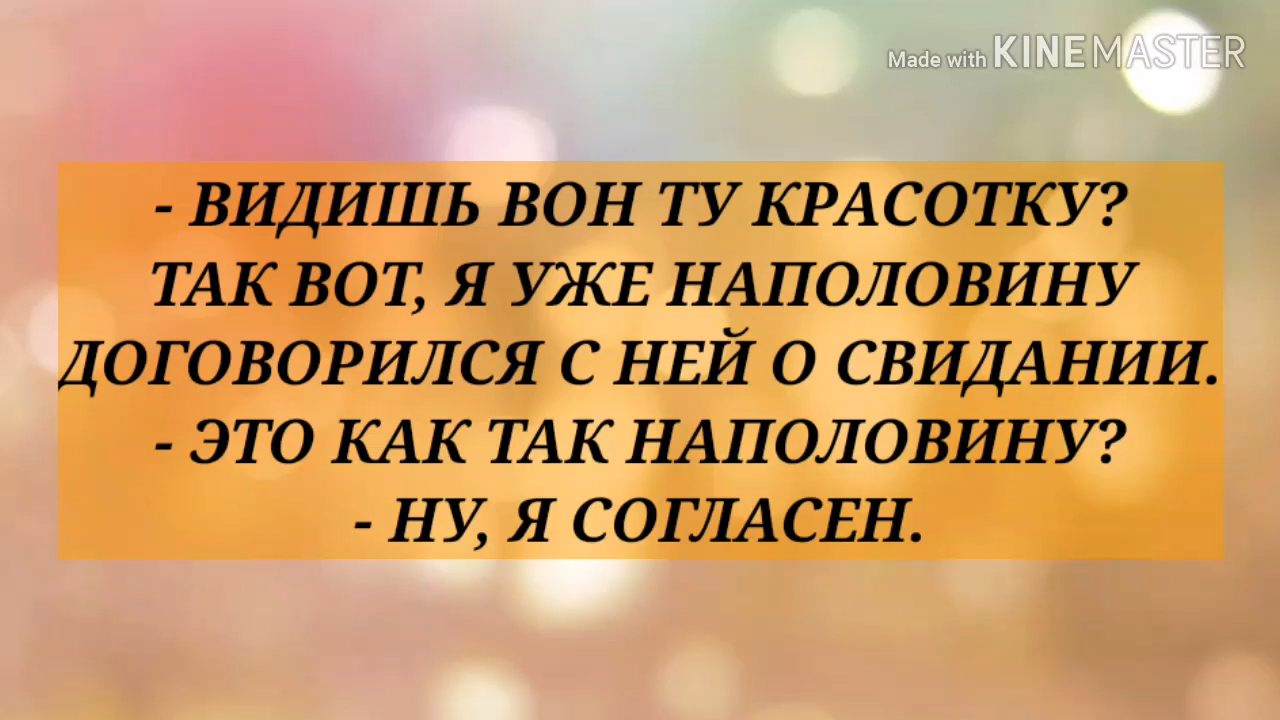 Made with KINEMASTER
- ВИДИШЬ ВОН ТУ КРАСОТКУ?
ТАК ВОТ, Я УЖЕ НАПОЛОВИНУ
ДОГОВОРИЛСЯ С НЕЙ О СВИДАНИИ.
- ЭТО КАК ТАК НАПОЛОВИНУ?
- НУ, Я СОГЛАСЕН.